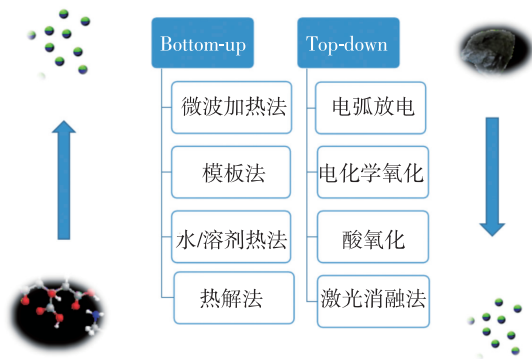 Bottom-up
微波加热法
模板法
水/溶剂热法
热解法
Top-down
电弧放电
电化学氧化
酸氧化
激光消融法